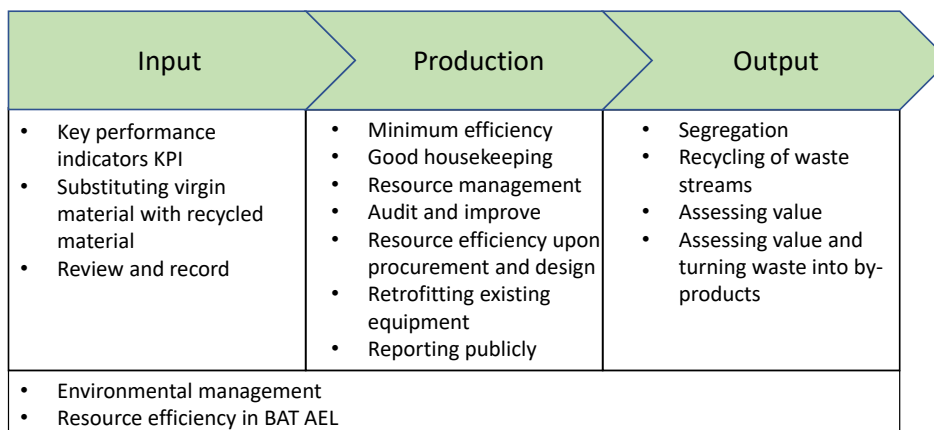 Input
Production
Output
• Key performance
indicators KPI
• Substituting virgin
material with recycled
material
• Review and record
• Minimum efficiency
• Good housekeeping
• Resource management
• Audit and improve
• Resource efficiency upon
procurement and design
• Retrofitting existing
equipment
• Reporting publicly
• Segregation
• Recycling of waste
streams
• Assessing value
• Assessing value and
turning waste into by-
products
• Environmental management
• Resource efficiency in BAT AEL